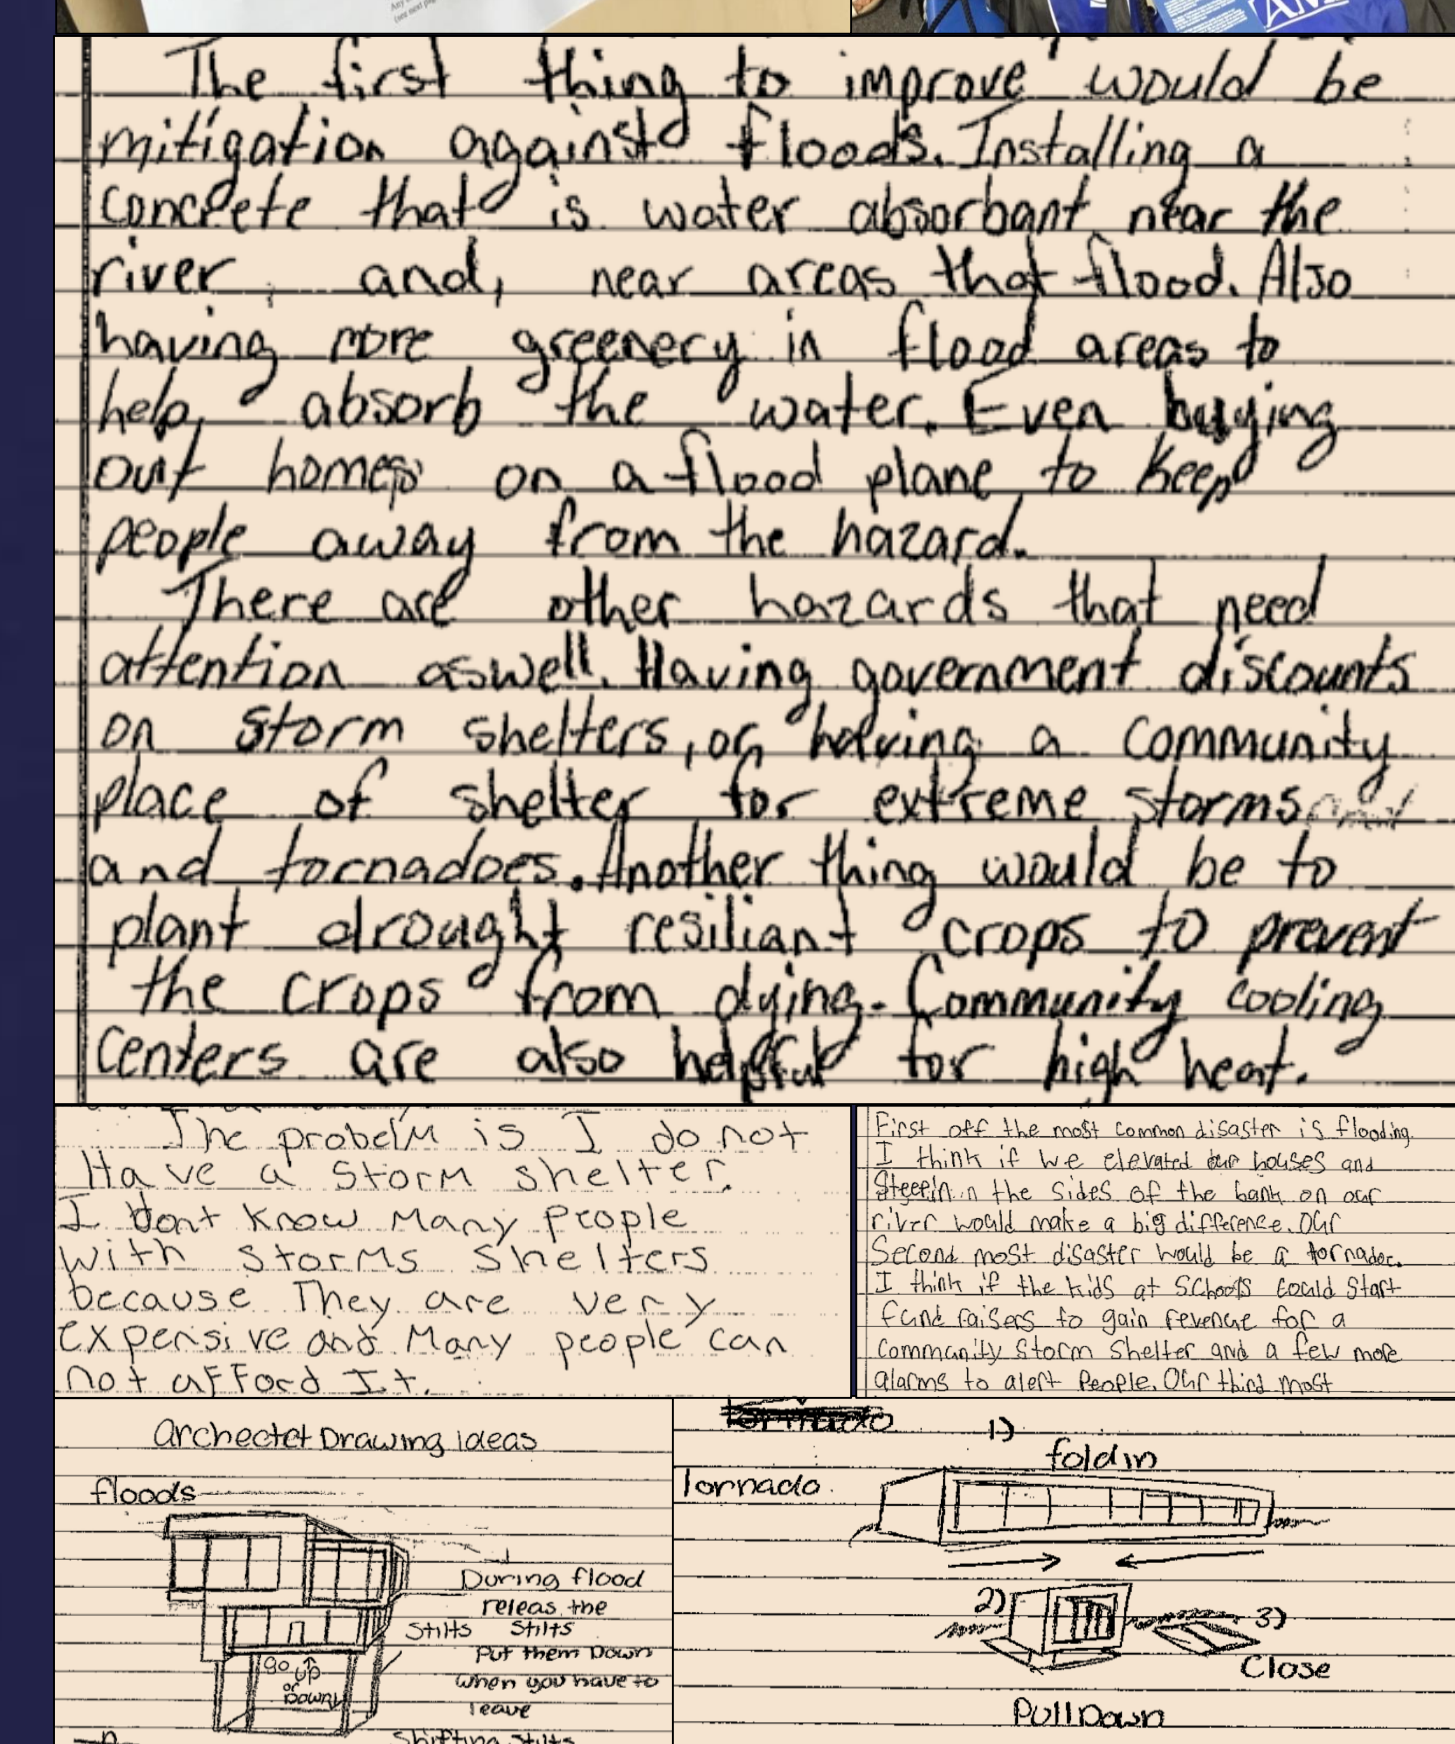 The first thing to improve would be
mitigation against floods. Installing a
concrete that is water absorbant near the
river, and, near areas that flood. Also
having more greenery in flood areas to
help absorb the water. Even buying
out homes on a flood plane to keep
people away from the hazard.
There are other hazards that need
attention aswell. Having government discounts
on storm shelters, or having a community
place of shelter for extreme storms
and tornadoes. Another thing would be to
plant drought resiliant crops to prevent
the crops from dying. Community cooling
centers are also helpful for high heat.
The probelm is I do not
Have a storm shelter.
I dont know Many people
with storms shelters
because They are very
expensive and Many people can
not afford It.
First off the most common disaster is flooding.
I think if we elevated our houses and
in the sides of the bank on our
river would make a big difference. Our
Second most disaster would be a tornado.
I think if the kids at schools could start
fund raisers to gain revenue for a
community storm shelter and a few more
alarms to alert people. Our third most
Archectet Drawing ideas
floods
During flood
releas the
Stilts
Stilts
Put them Down
when you have to
leave
go up
or
Down
Shifting Stilts
Tornado
1)
fold in
2)
3)
Close
Pull Down